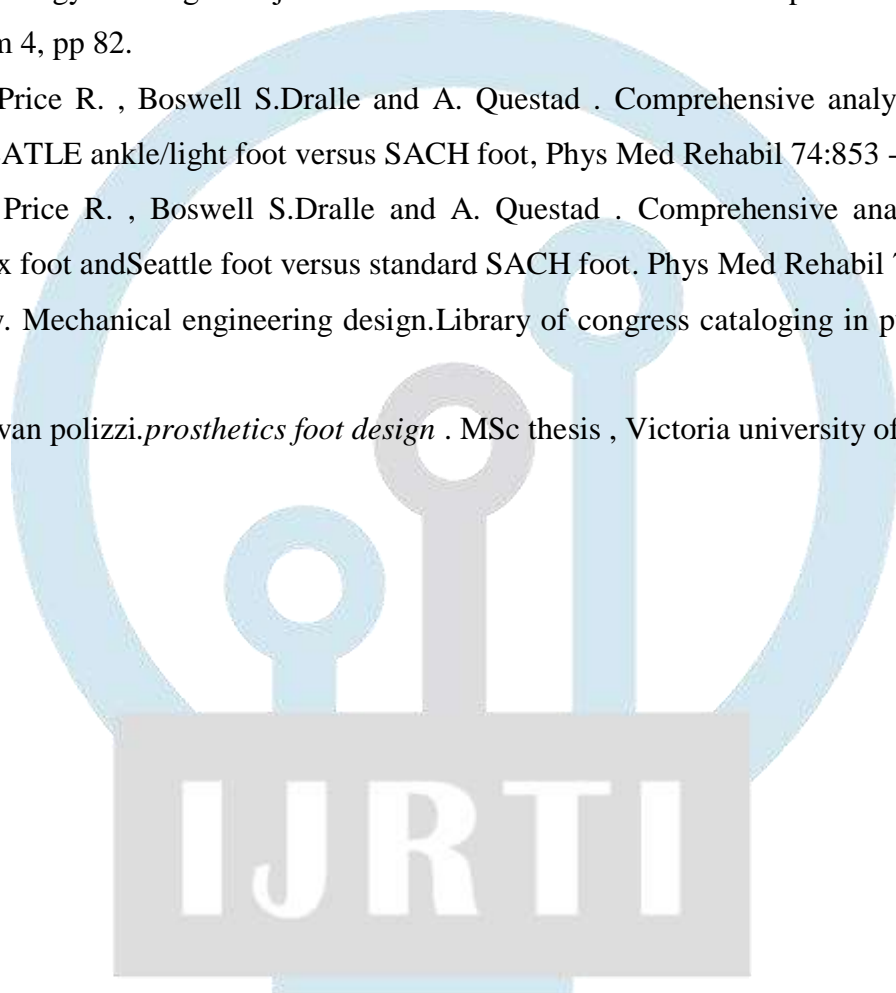 m 4, pp 82.
Price R. , Boswell S.Dralle and A. Questad . Comprehensive analy
ATLE ankle/light foot versus SACH foot, Phys Med Rehabil 74:853 -
Price R. , Boswell S.Dralle and A. Questad . Comprehensive ana
x foot andSeattle foot versus standard SACH foot. Phys Med Rehabil
. Mechanical engineering design.Library of congress cataloging in p
van polizzi.prosthetics foot design . MSc thesis , Victoria university of
IJRTI